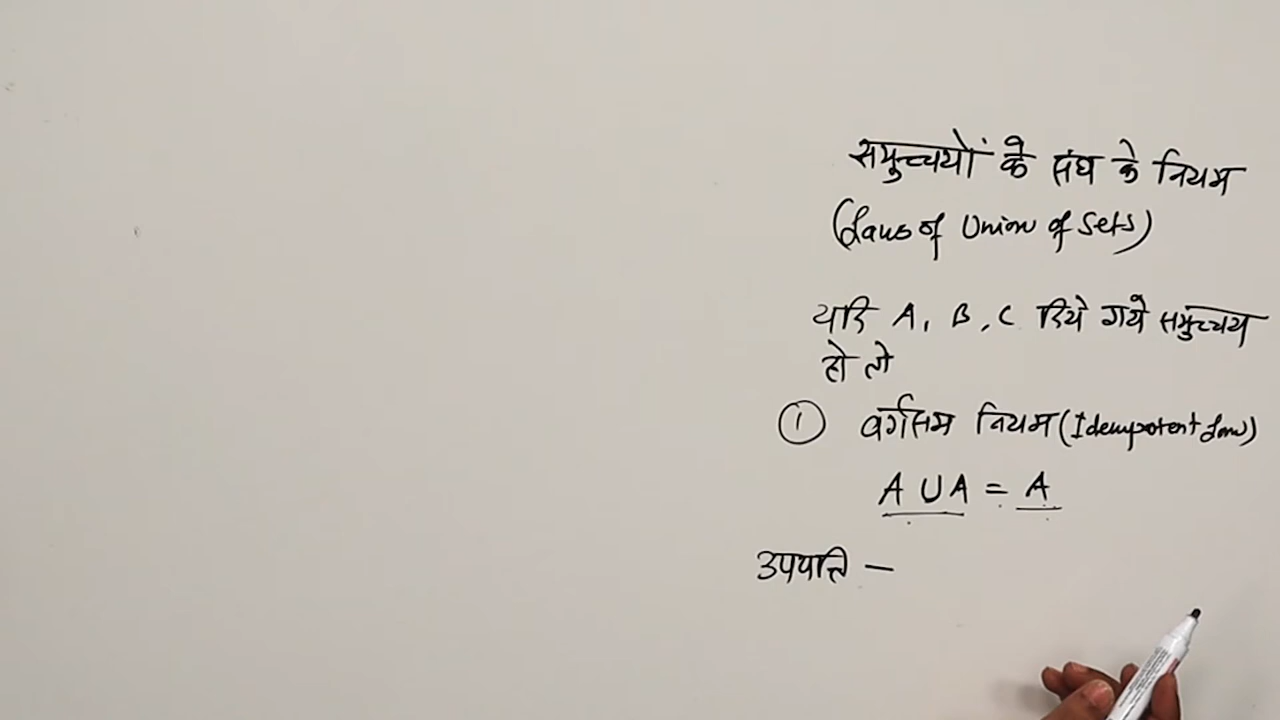 समुच्चयों के संघ के नियम
(Laws of Union of Sets)
यदि A, B, C दिये गये समुच्चय
हो तो
① वर्गसम नियम (Idempotent Law)
A ∪ A = A
उपपत्ति —